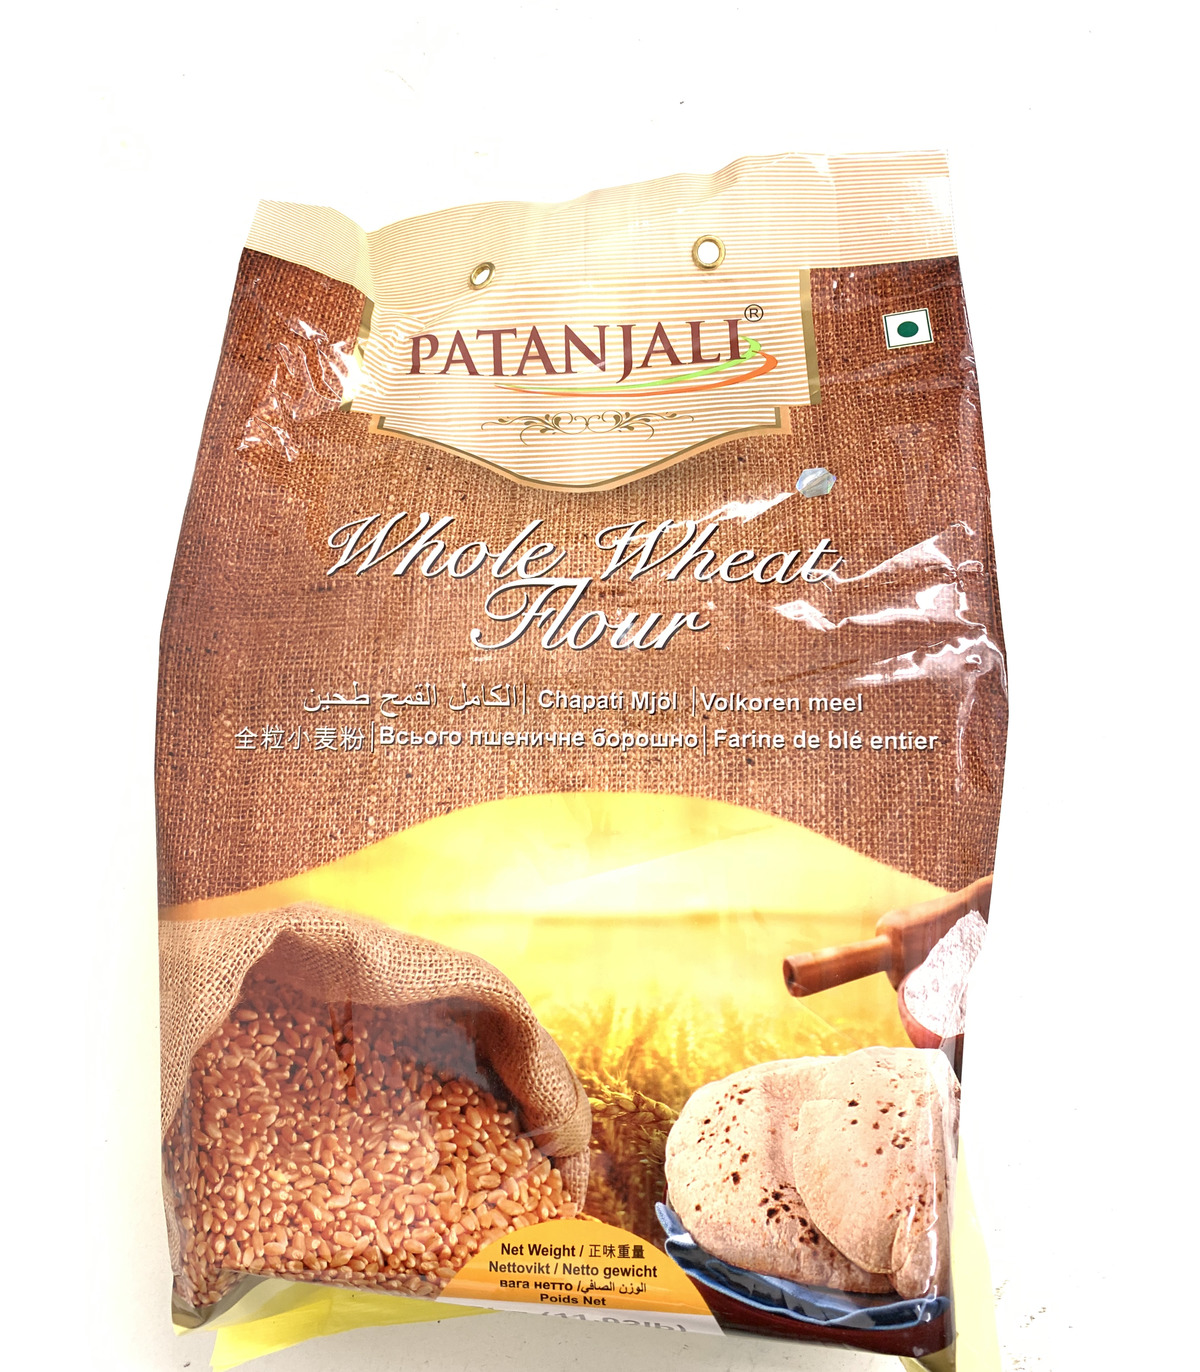 PATANJALI®
Whole Wheat
Flour
الكامل القمح طحين| Chapati Mjöl |Volkoren meel
全粒小麦粉|Всього пшеничне борошно|Farine de blé entier
Net Weight / 正味重量
Nettovikt / Netto gewicht
вага нетто /الوزن الصافي
Poids Net